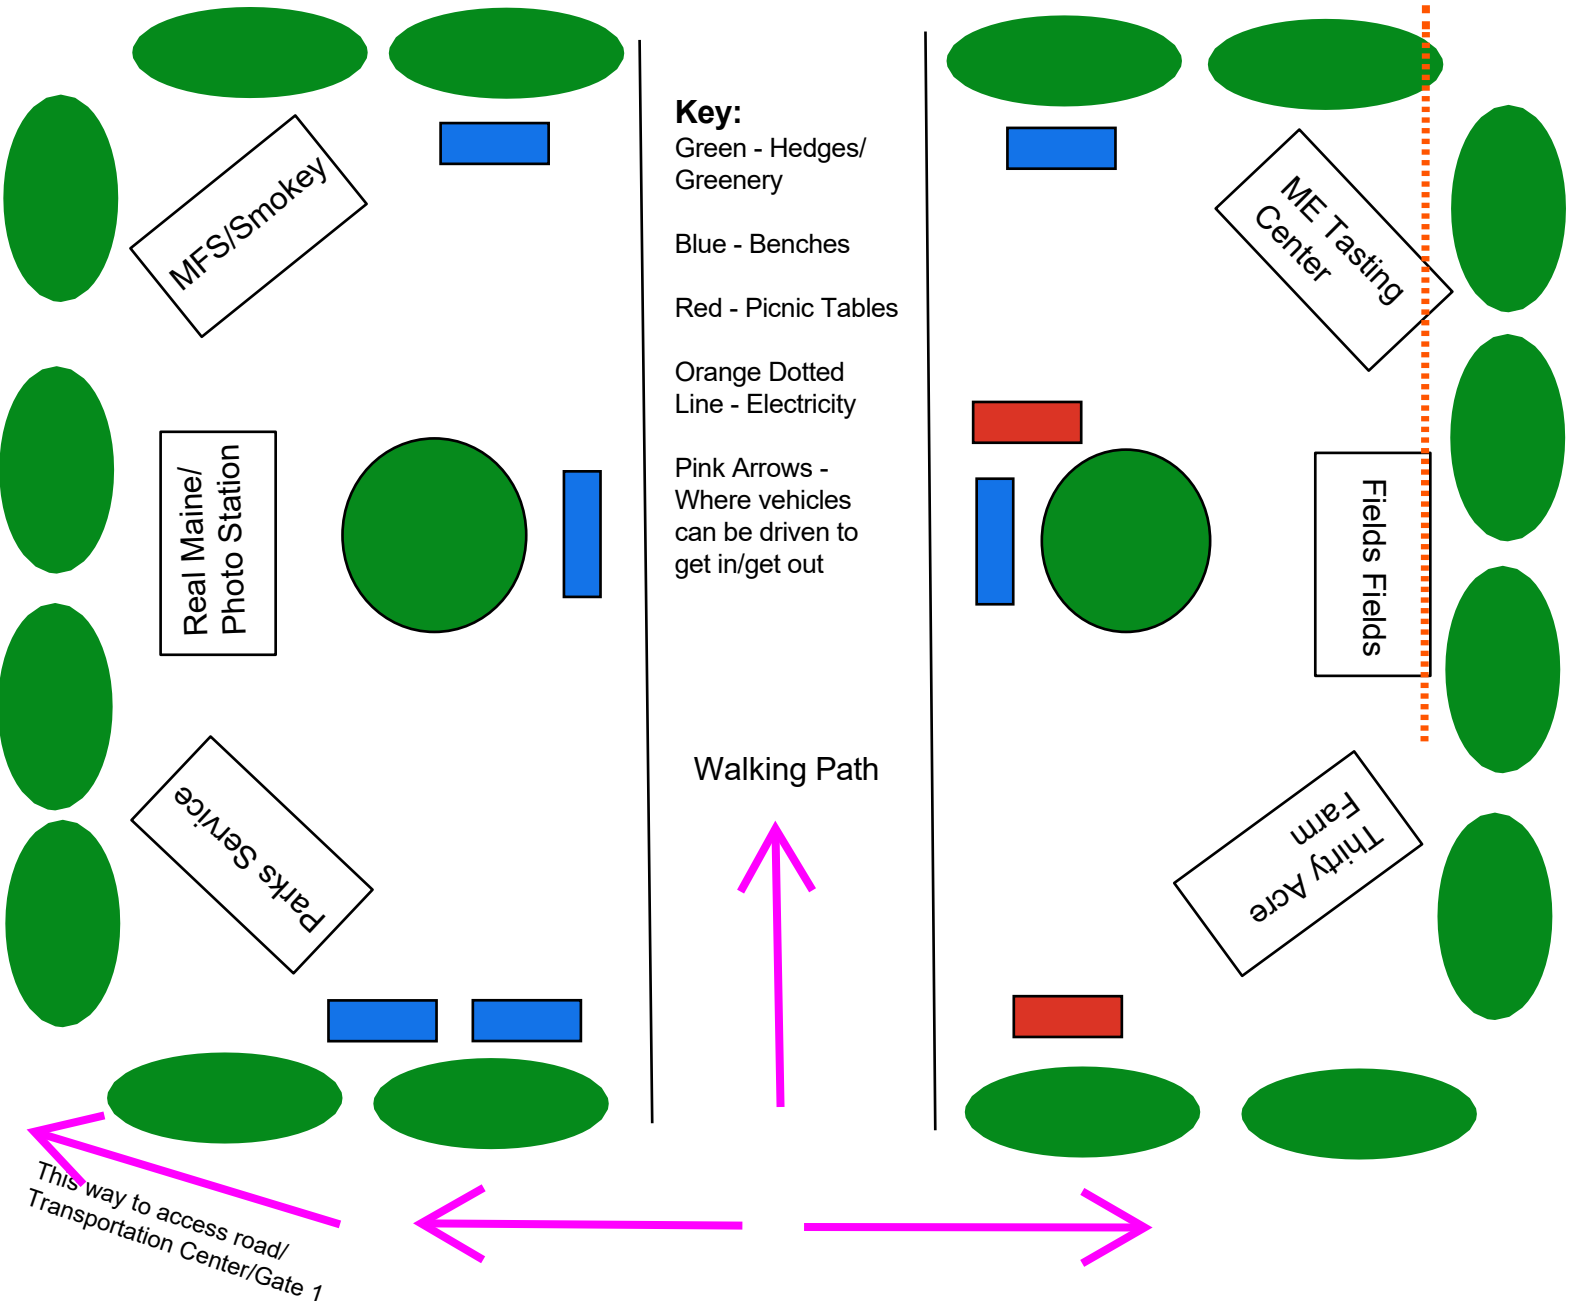 Key:
Green - Hedges/
Greenery
Blue - Benches
Red - Picnic Tables
Orange Dotted
Line - Electricity
Pink Arrows -
Where vehicles
can be driven to
get in/get out
MFS/Smokey
ME Tasting
Center
Real Maine/
Photo Station
Fields Fields
Walking Path
Parks Service
Thirty Acre
Farm
This way to access road/
Transportation Center/Gate 1